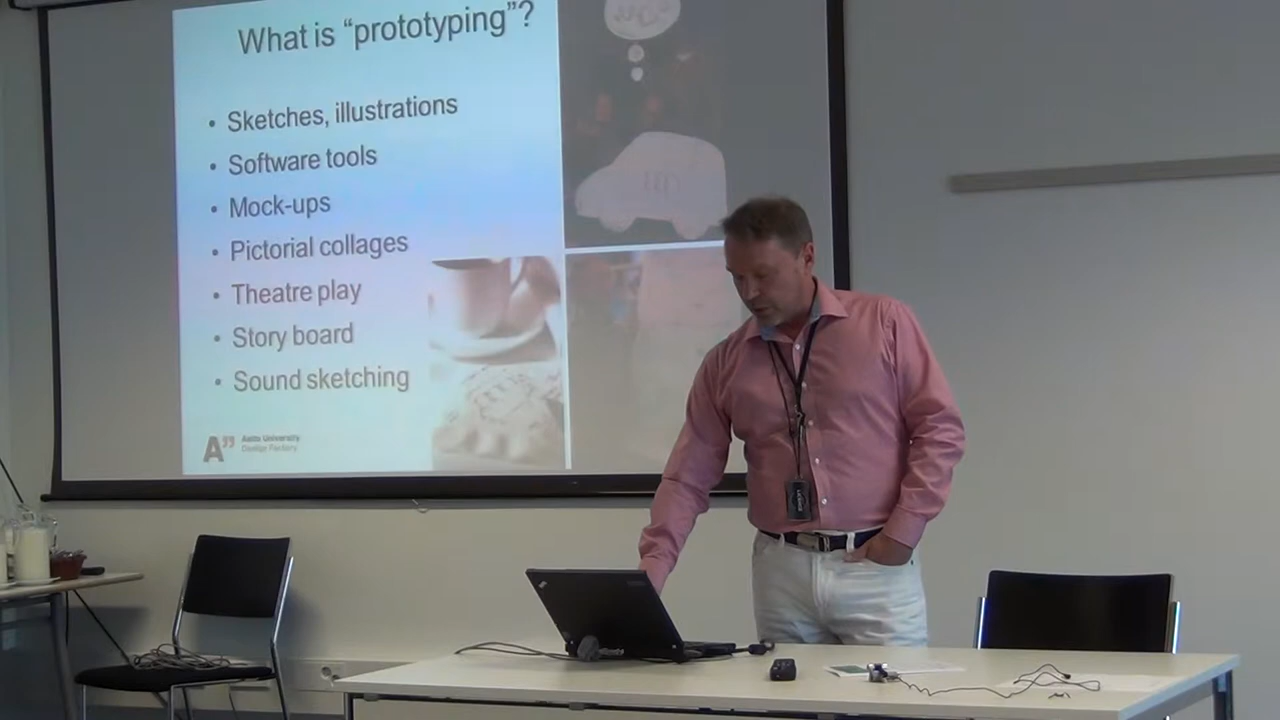 What is “prototyping”?
• Sketches, illustrations
• Software tools
• Mock-ups
• Pictorial collages
• Theatre play
• Story board
• Sound sketching
A”
Aalto University
Design Factory